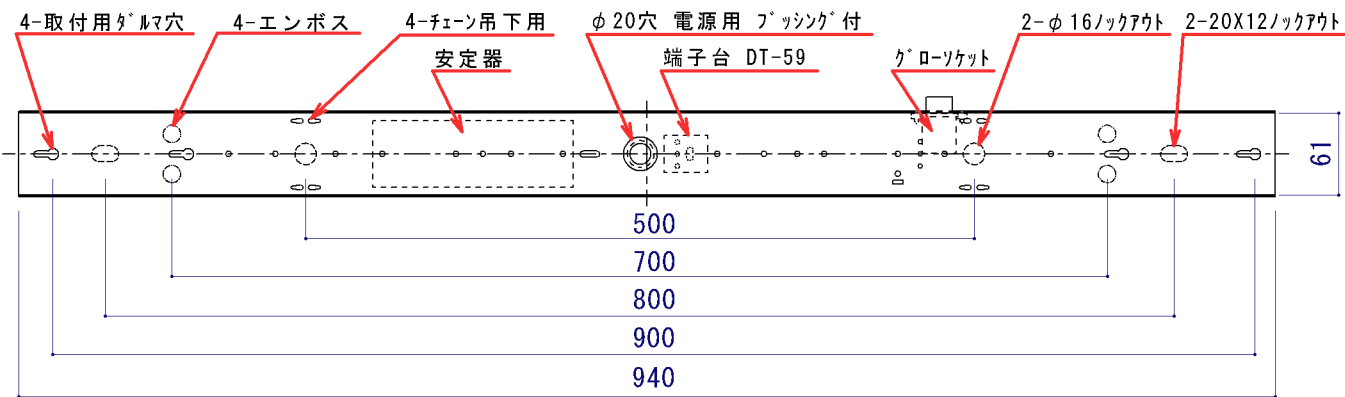 4-取付用ﾀﾞﾙﾏ穴
4-エンボス
4-ﾁｪｰﾝ吊下用
φ20穴 電源用 ﾌﾞｯｼﾝｸﾞ付
2-φ16ﾉｯｸｱｳﾄ
2-20X12ﾉｯｸｱｳﾄ
安定器
端子台 DT-59
ｸﾞﾛｰｿｹｯﾄ
61
500
700
800
900
940